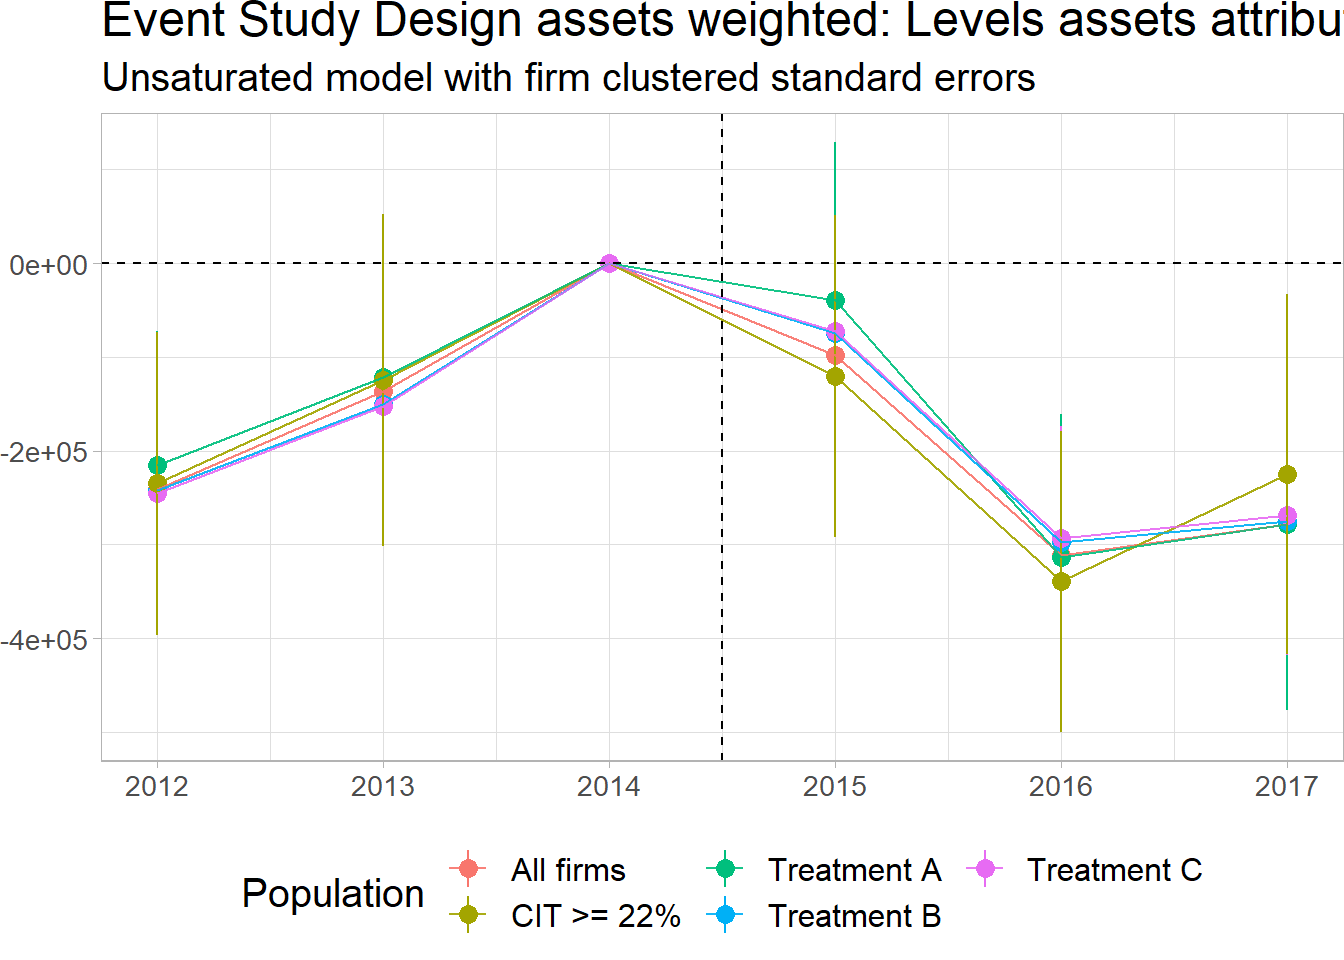 Event Study Design assets weighted: Levels assets attribu
Unsaturated model with firm clustered standard errors
0e+00
-2e+05
-4e+05
2012 2013 2014 2015 2016 2017
Population
All firms
Treatment A
Treatment C
CIT >= 22%
Treatment B